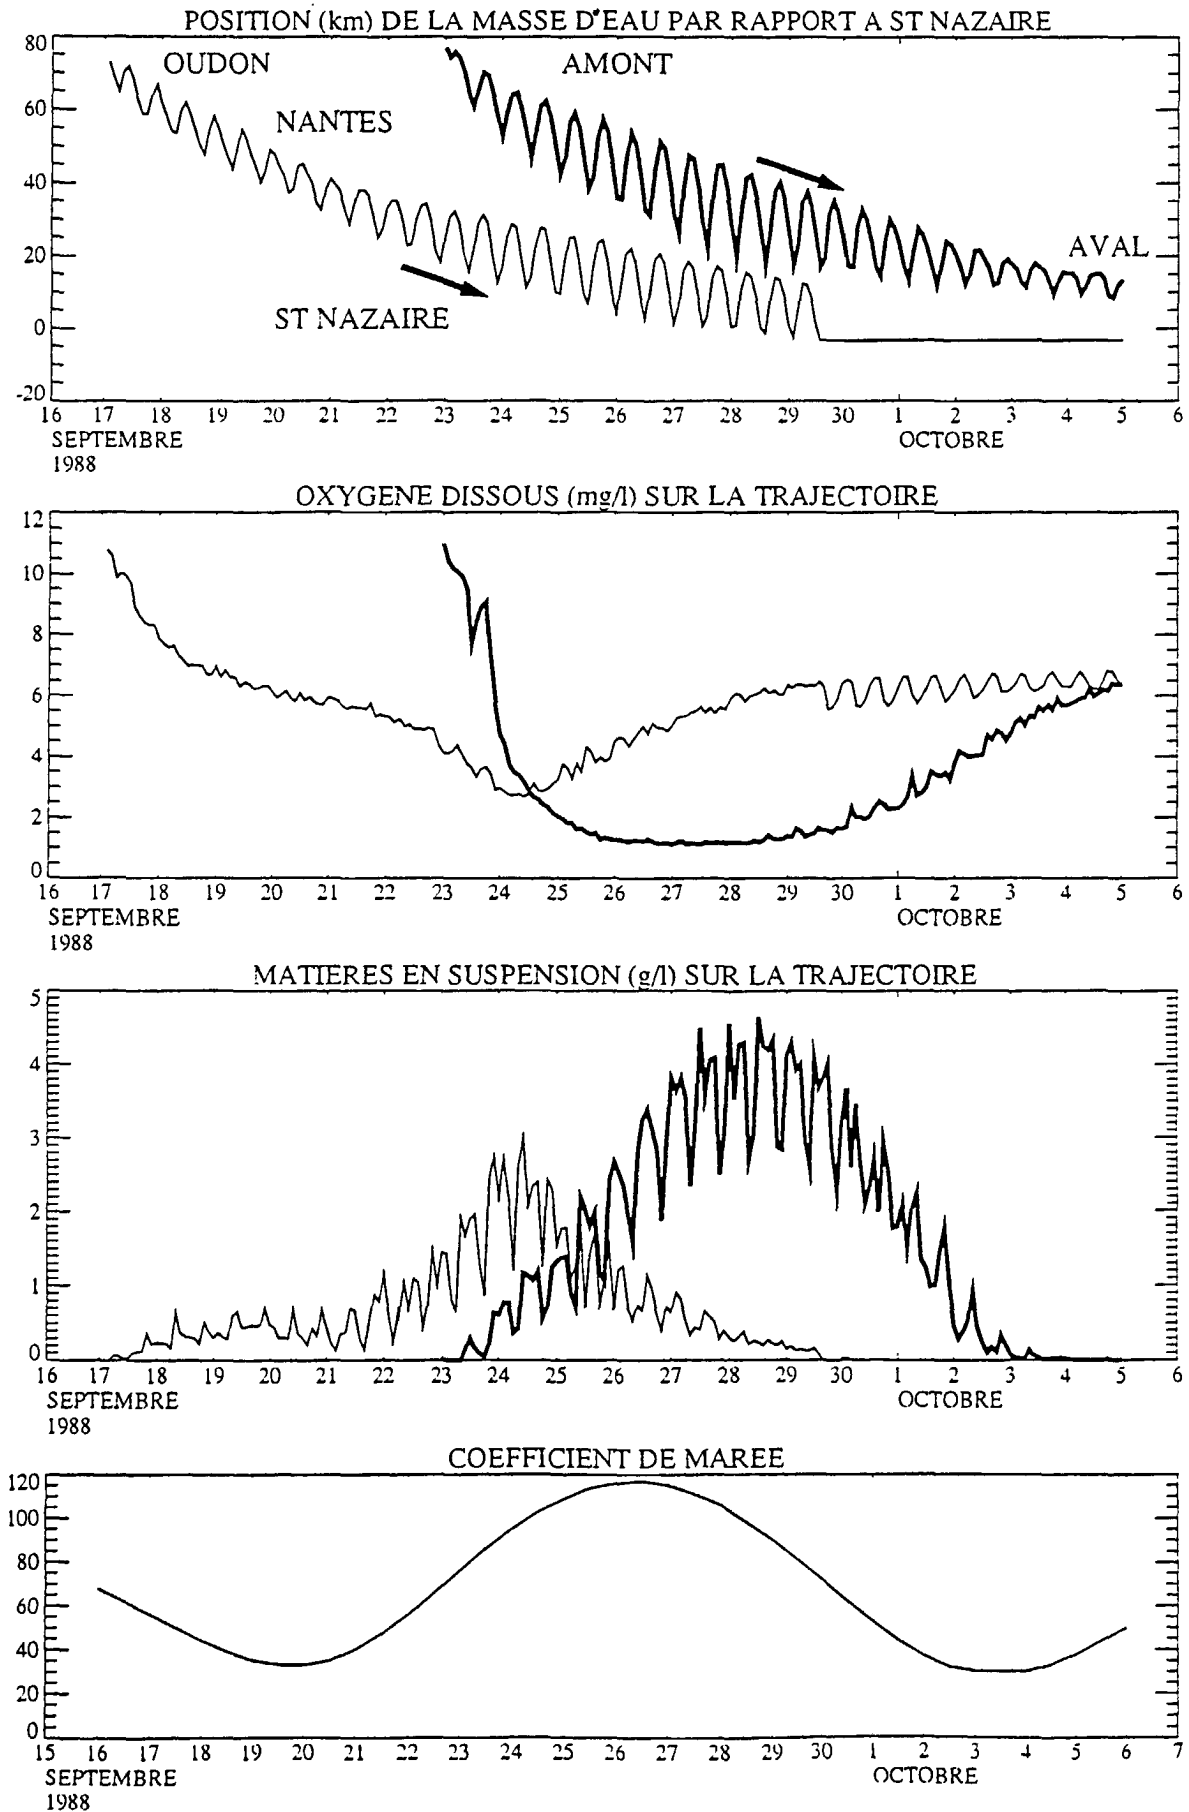 POSITION (km) DE LA MASSE D'EAU PAR RAPPORT A ST NAZAIRE
80
OUDON
AMONT
60
NANTES
40
20
AVAL
ST NAZAIRE
0
-20
16 17 18 19 20 21 22 23 24 25 26 27 28 29 30 1 2 3 4 5 6
SEPTEMBRE OCTOBRE
1988
OXYGENE DISSOUS (mg/l) SUR LA TRAJECTOIRE
12
10
8
6
4
2
0
16 17 18 19 20 21 22 23 24 25 26 27 28 29 30 1 2 3 4 5 6
SEPTEMBRE OCTOBRE
1988
MATIERES EN SUSPENSION (g/l) SUR LA TRAJECTOIRE
5
4
3
2
1
0
16 17 18 19 20 21 22 23 24 25 26 27 28 29 30 1 2 3 4 5 6
SEPTEMBRE OCTOBRE
1988
COEFFICIENT DE MAREE
120
100
80
60
40
20
0
15 16 17 18 19 20 21 22 23 24 25 26 27 28 29 30 1 2 3 4 5 6 7
SEPTEMBRE OCTOBRE
1988